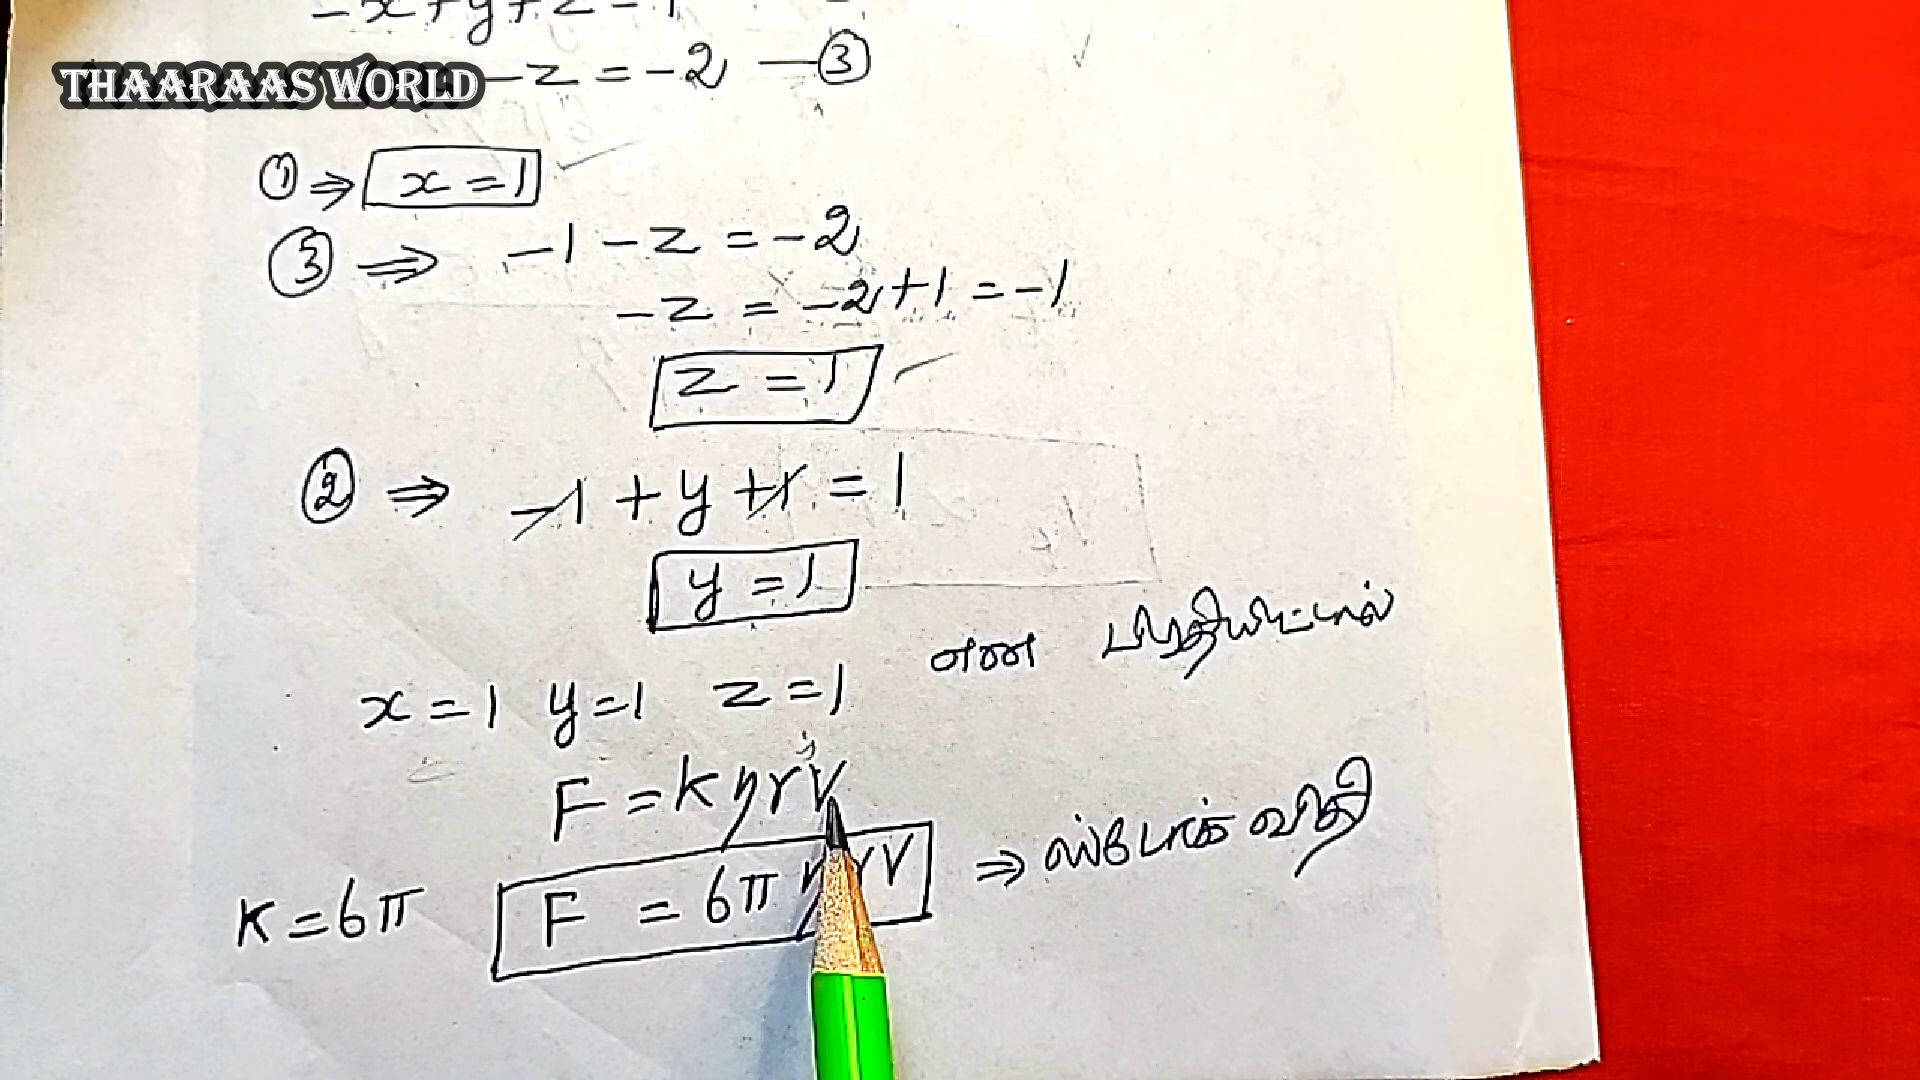 -x+y+z=1
THAARAAS WORLD -z=-2 —③
① ⇒ x=1
③ ⇒ -1-z=-2
-z=-2+1=-1
z=1
② ⇒ -1+y+1=1
y=1
x=1 y=1 z=1 என பிரதியிட்டால்
F=kηrv
K=6π F=6πηrv ⇒ ஸ்டோக் விதி